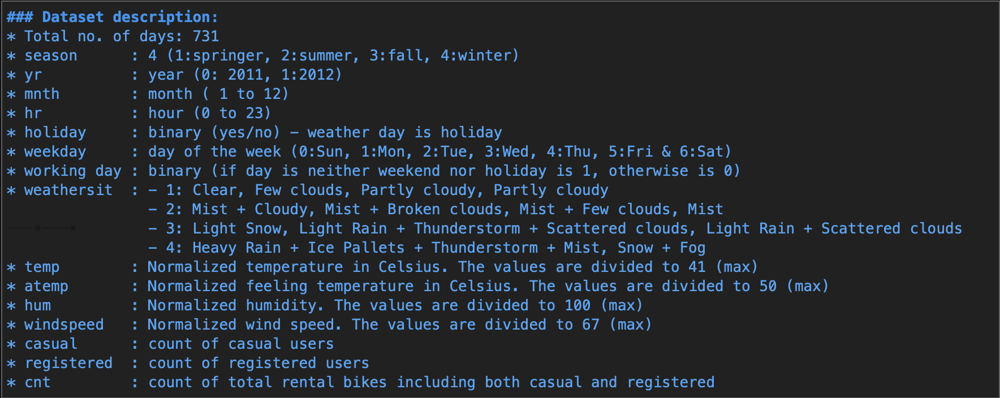 ### Dataset description:
* Total no. of days: 731
* season      : 4 (1:springer, 2:summer, 3:fall, 4:winter)
* yr          : year (0: 2011, 1:2012)
* mnth        : month ( 1 to 12)
* hr          : hour (0 to 23)
* holiday     : binary (yes/no) - weather day is holiday
* weekday     : day of the week (0:Sun, 1:Mon, 2:Tue, 3:Wed, 4:Thu, 5:Fri & 6:Sat)
* working day : binary (if day is neither weekend nor holiday is 1, otherwise is 0)
* weathersit  : - 1: Clear, Few clouds, Partly cloudy, Partly cloudy
                - 2: Mist + Cloudy, Mist + Broken clouds, Mist + Few clouds, Mist
                - 3: Light Snow, Light Rain + Thunderstorm + Scattered clouds, Light Rain + Scattered clouds
                - 4: Heavy Rain + Ice Pallets + Thunderstorm + Mist, Snow + Fog
* temp        : Normalized temperature in Celsius. The values are divided to 41 (max)
* atemp       : Normalized feeling temperature in Celsius. The values are divided to 50 (max)
* hum         : Normalized humidity. The values are divided to 100 (max)
* windspeed   : Normalized wind speed. The values are divided to 67 (max)
* casual      : count of casual users
* registered  : count of registered users
* cnt         : count of total rental bikes including both casual and registered